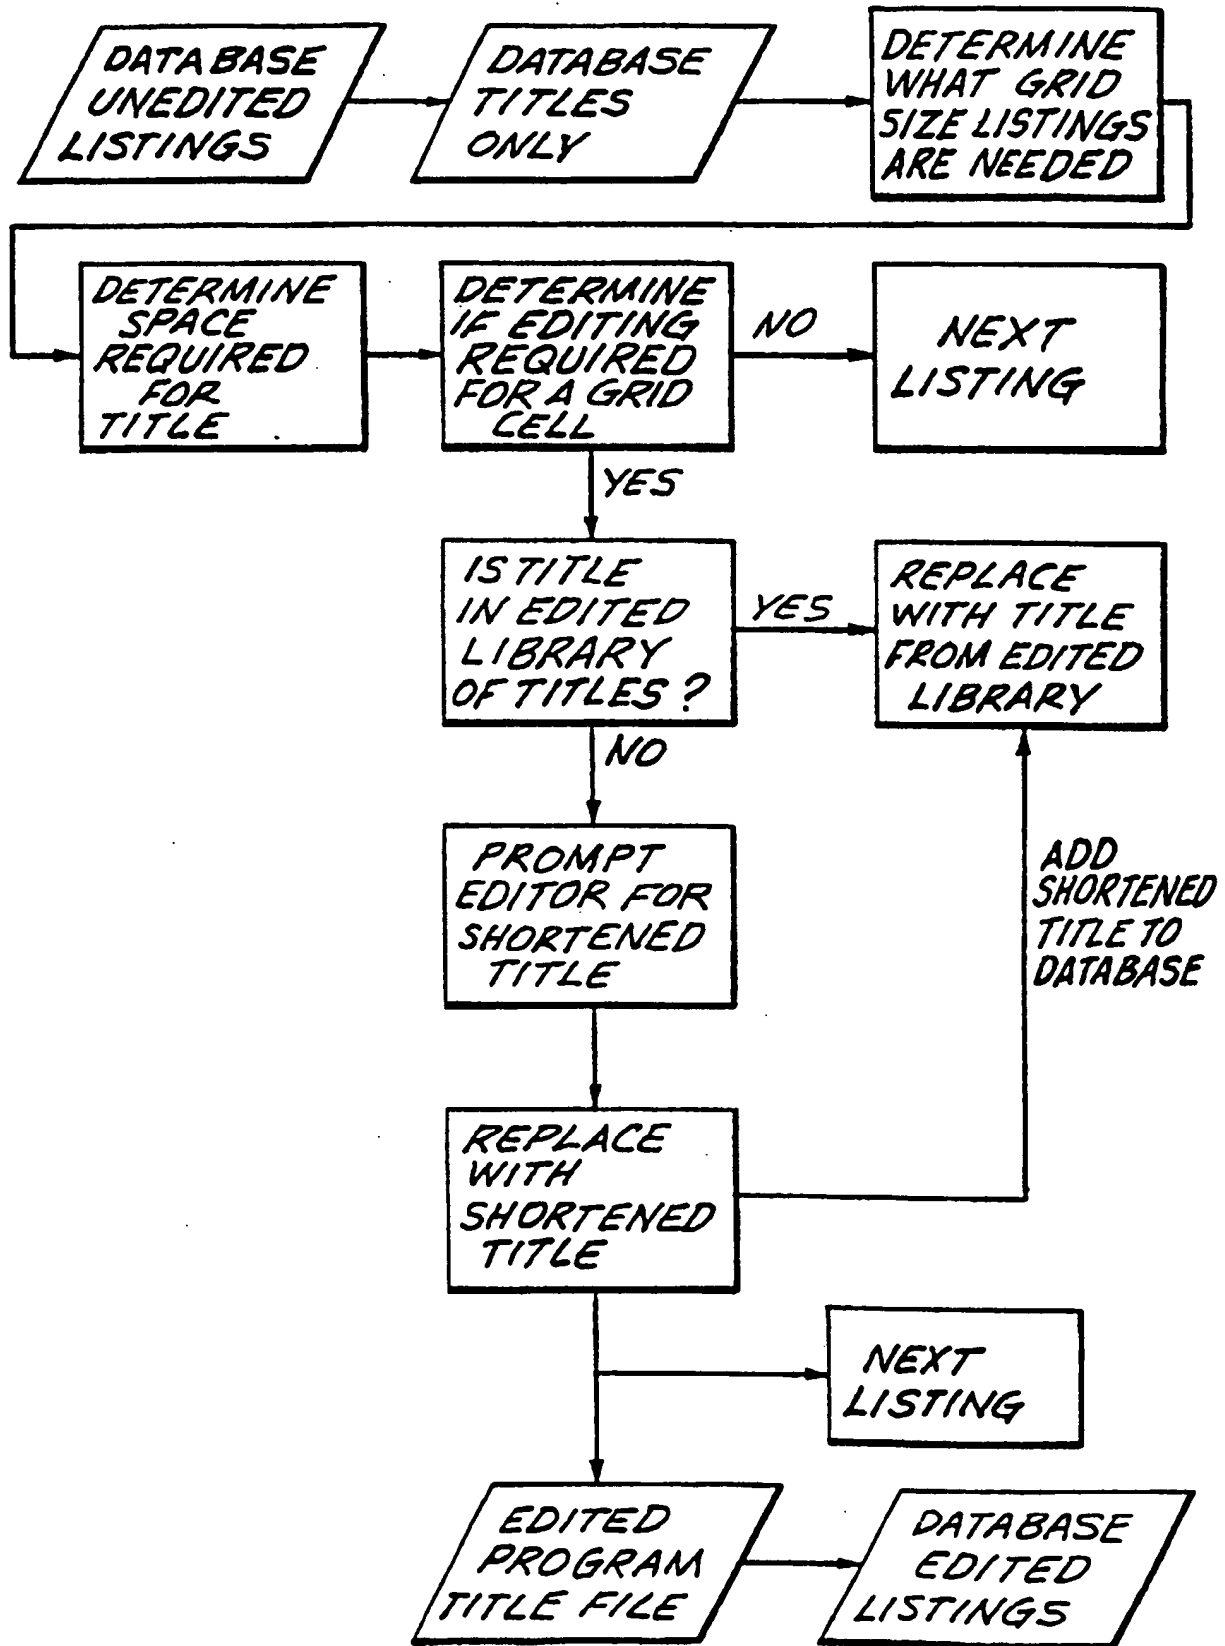 DATABASE
UNEDITED
LISTINGS
DATABASE
TITLES
ONLY
DETERMINE
WHAT GRID
SIZE LISTINGS
ARE NEEDED
DETERMINE
SPACE
REQUIRED
FOR
TITLE
DETERMINE
IF EDITING
REQUIRED
FOR A GRID
CELL
NO
NEXT
LISTING
YES
IS TITLE
IN EDITED
LIBRARY
OF TITLES ?
YES
REPLACE
WITH TITLE
FROM EDITED
LIBRARY
NO
PROMPT
EDITOR FOR
SHORTENED
TITLE
ADD
SHORTENED
TITLE TO
DATABASE
REPLACE
WITH
SHORTENED
TITLE
NEXT
LISTING
EDITED
PROGRAM
TITLE FILE
DATABASE
EDITED
LISTINGS